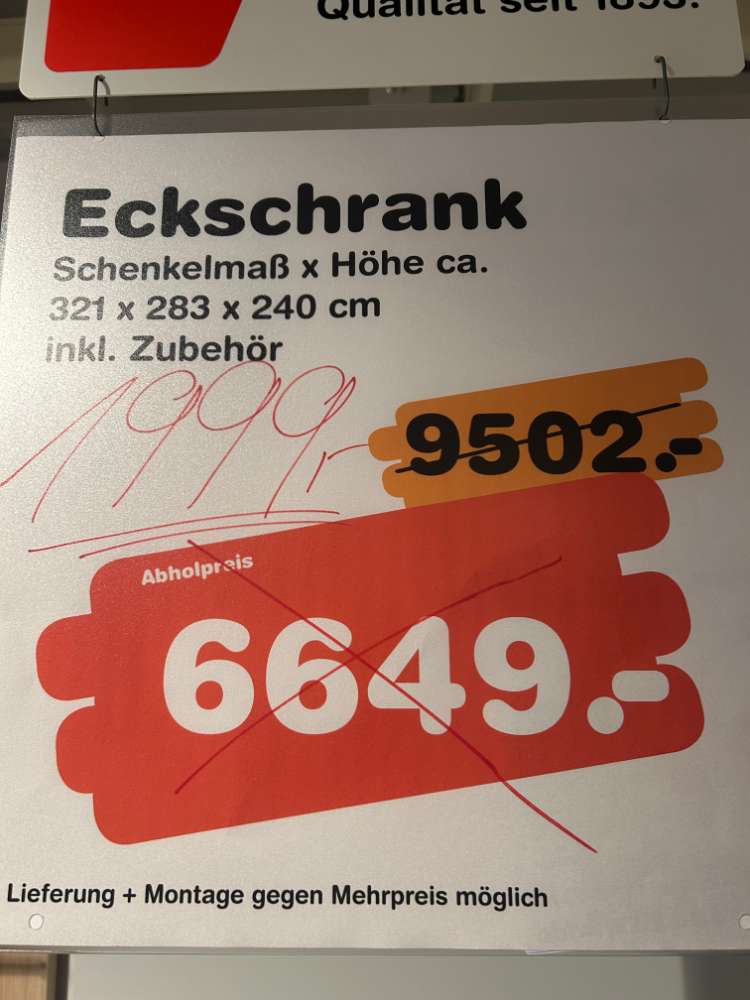 Qualität seit 1893.
Eckschrank
Schenkelmaß x Höhe ca.
321 x 283 x 240 cm
inkl. Zubehör
1999,-
9502.-
Abholpreis
6649.-
Lieferung + Montage gegen Mehrpreis möglich